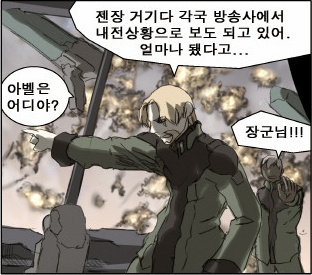 젠장 거기다 각국 방송사에서
내전상황으로 보도 되고 있어.
얼마나 됐다고...
아벨은
어디야?
장군님!!!